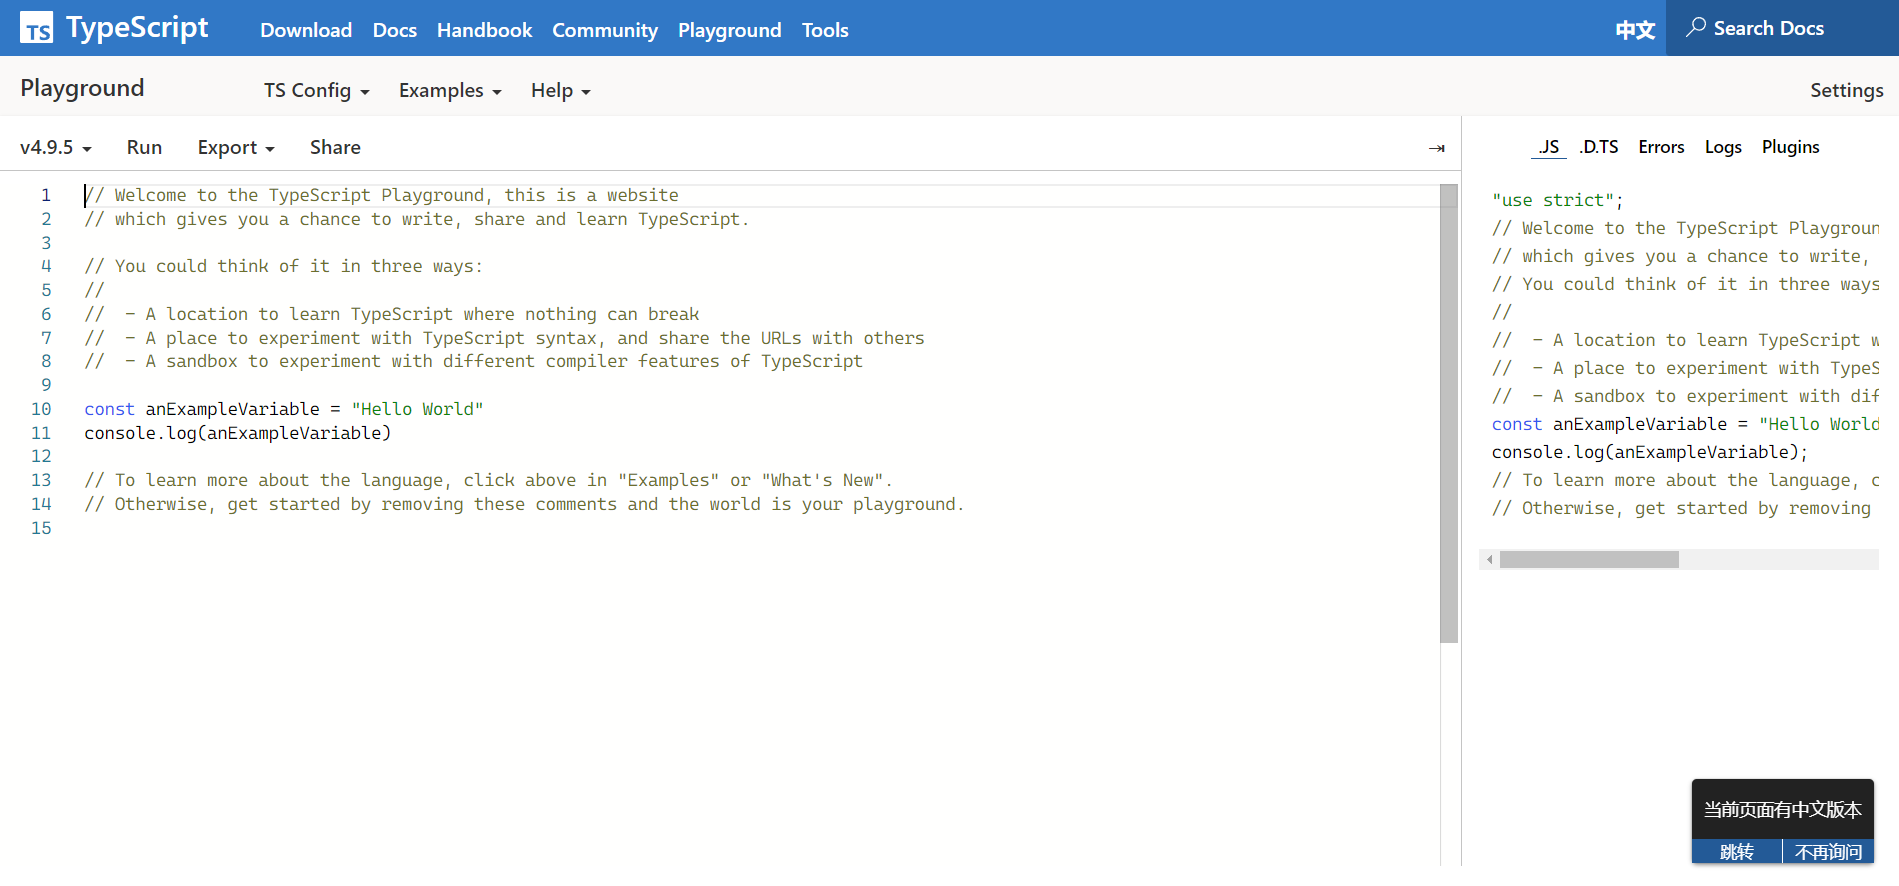 TS TypeScript Download Docs Handbook Community Playground Tools 中文 Search Docs
Playground TS Config Examples Help Settings
v4.9.5 Run Export Share
.JS .D.TS Errors Logs Plugins
1 // Welcome to the TypeScript Playground, this is a website
2 // which gives you a chance to write, share and learn TypeScript.
3
4 // You could think of it in three ways:
5 //
6 //  - A location to learn TypeScript where nothing can break
7 //  - A place to experiment with TypeScript syntax, and share the URLs with others
8 //  - A sandbox to experiment with different compiler features of TypeScript
9
10 const anExampleVariable = "Hello World"
11 console.log(anExampleVariable)
12
13 // To learn more about the language, click above in "Examples" or "What's New".
14 // Otherwise, get started by removing these comments and the world is your playground.
15
"use strict";
// Welcome to the TypeScript Playgroun
// which gives you a chance to write,
// You could think of it in three ways
//
//  - A location to learn TypeScript w
//  - A place to experiment with TypeS
//  - A sandbox to experiment with dif
const anExampleVariable = "Hello World
console.log(anExampleVariable);
// To learn more about the language, c
// Otherwise, get started by removing
当前页面有中文版本
跳转 不再询问